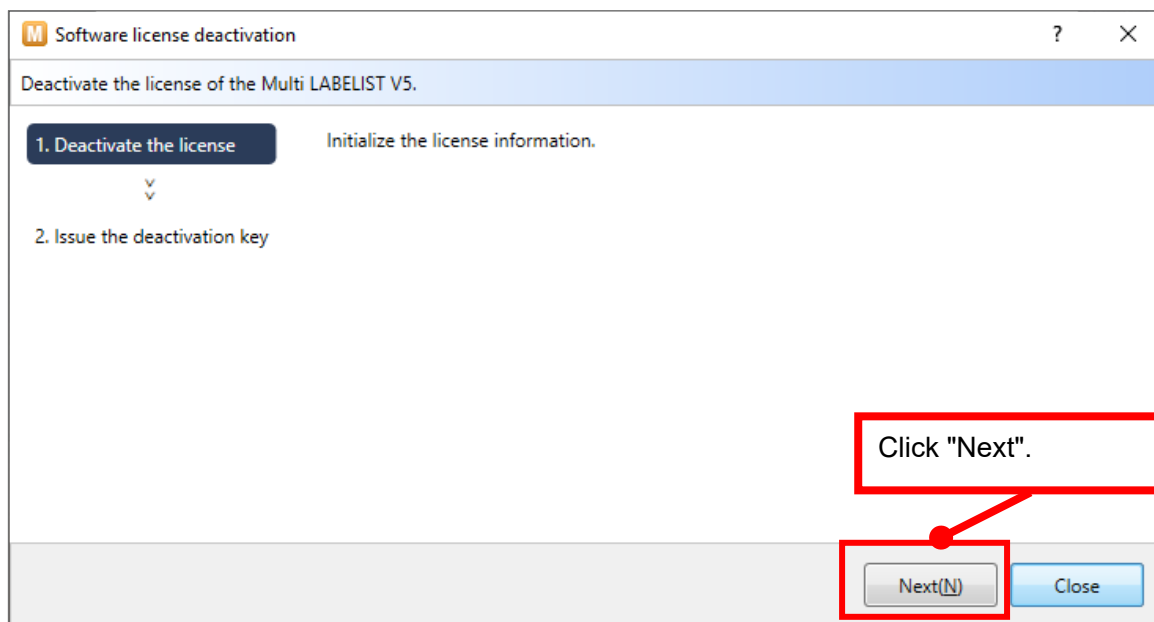 M Software license deactivation ?
Deactivate the license of the Multi LABELIST V5.
1. Deactivate the license
Initialize the license information.
2. Issue the deactivation key
Click "Next".
Next(N) Close